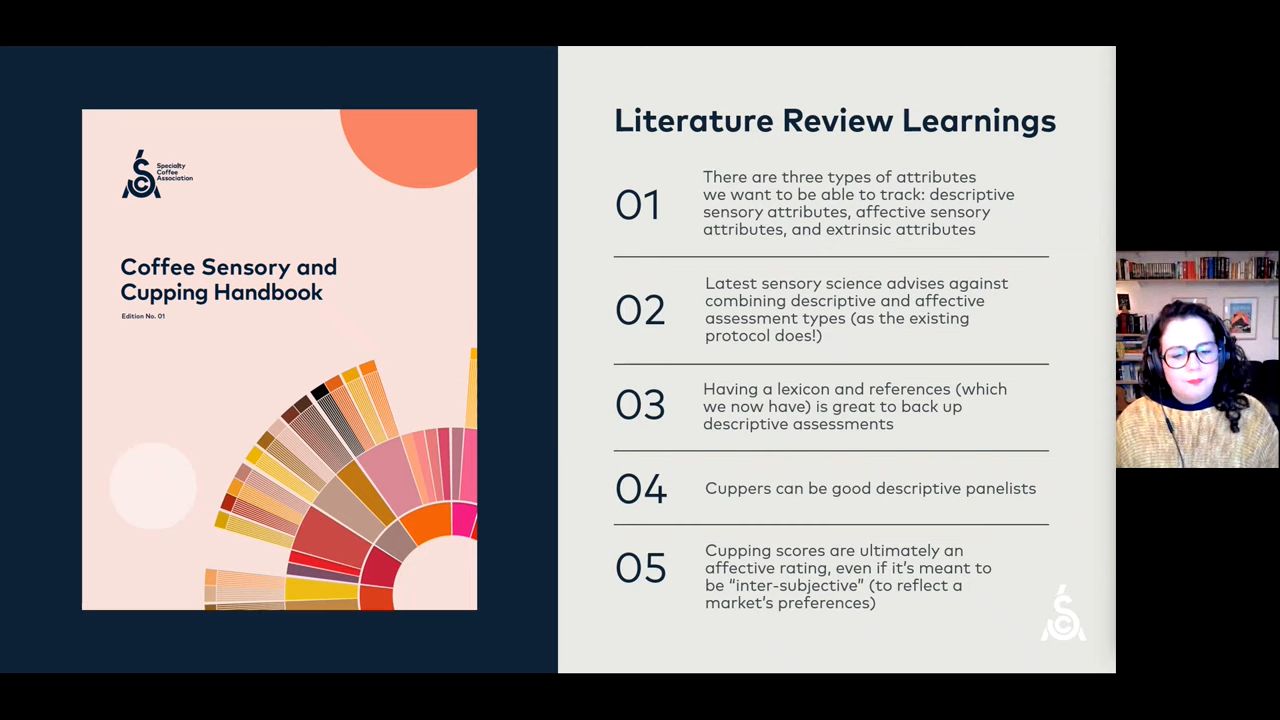 Specialty
Coffee
Association
Coffee Sensory and
Cupping Handbook
Edition No. 01
Literature Review Learnings
01
There are three types of attributes
we want to be able to track: descriptive
sensory attributes, affective sensory
attributes, and extrinsic attributes
02
Latest sensory science advises against
combining descriptive and affective
assessment types (as the existing
protocol does!)
03
Having a lexicon and references (which
we now have) is great to back up
descriptive assessments
04
Cuppers can be good descriptive panelists
05
Cupping scores are ultimately an
affective rating, even if it's meant to
be “inter-subjective” (to reflect a
market's preferences)